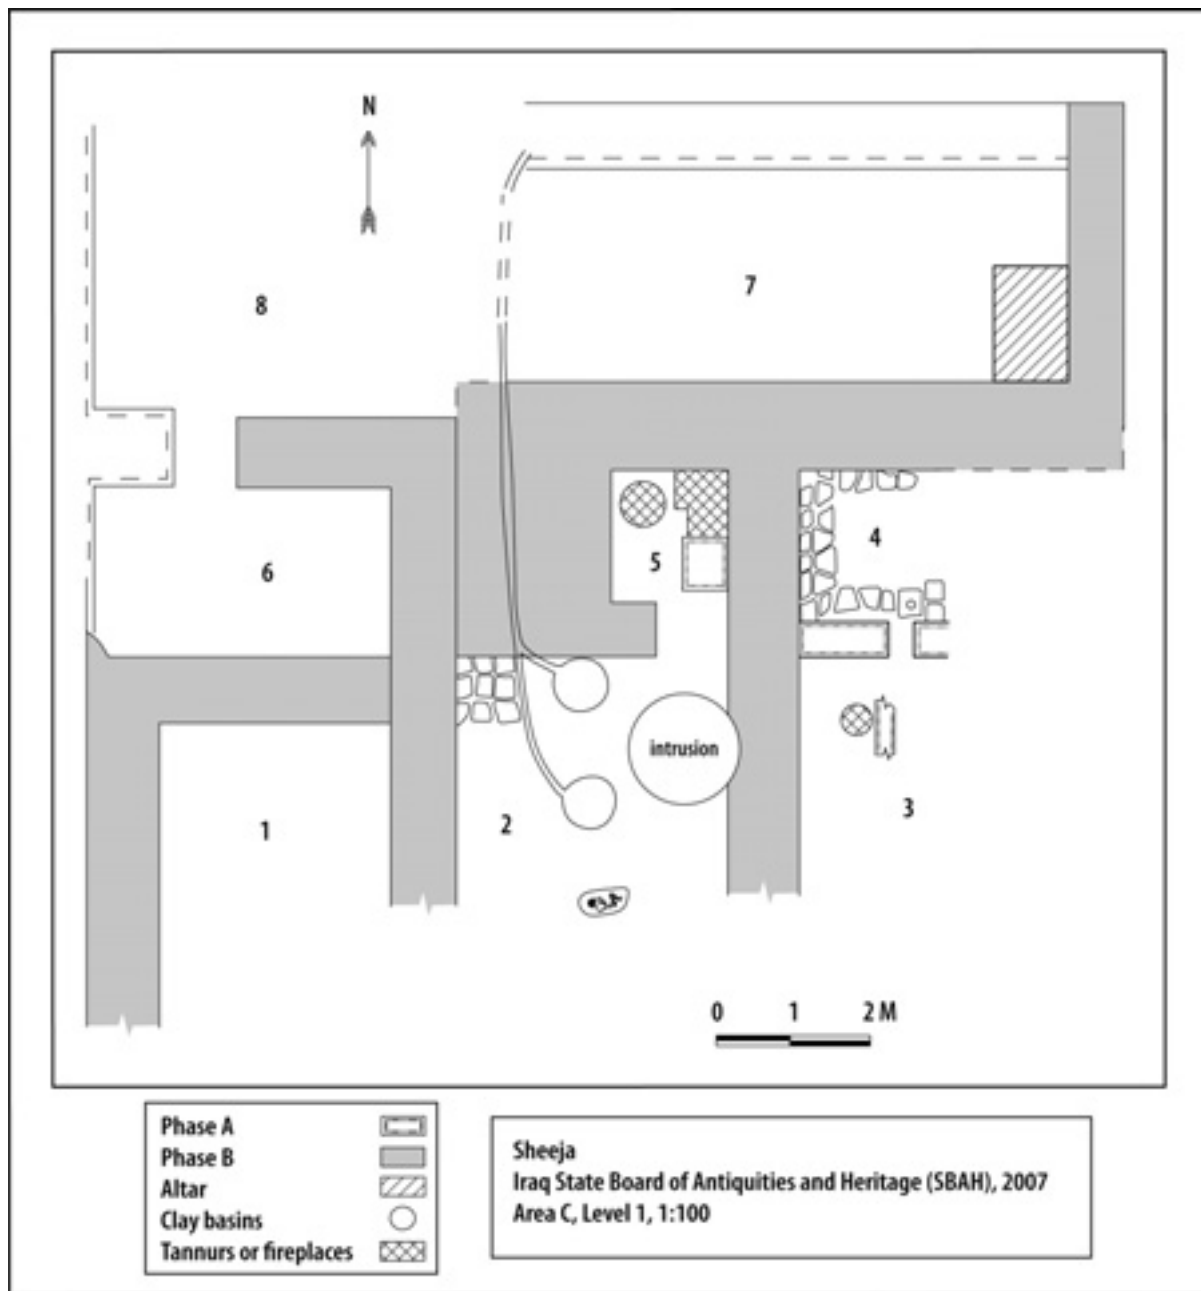 N
8
7
6
5
4
intrusion
1
2
3
0 1 2 M
Phase A
Phase B
Altar
Clay basins
Tannurs or fireplaces
Sheeja
Iraq State Board of Antiquities and Heritage (SBAH), 2007
Area C, Level 1, 1:100